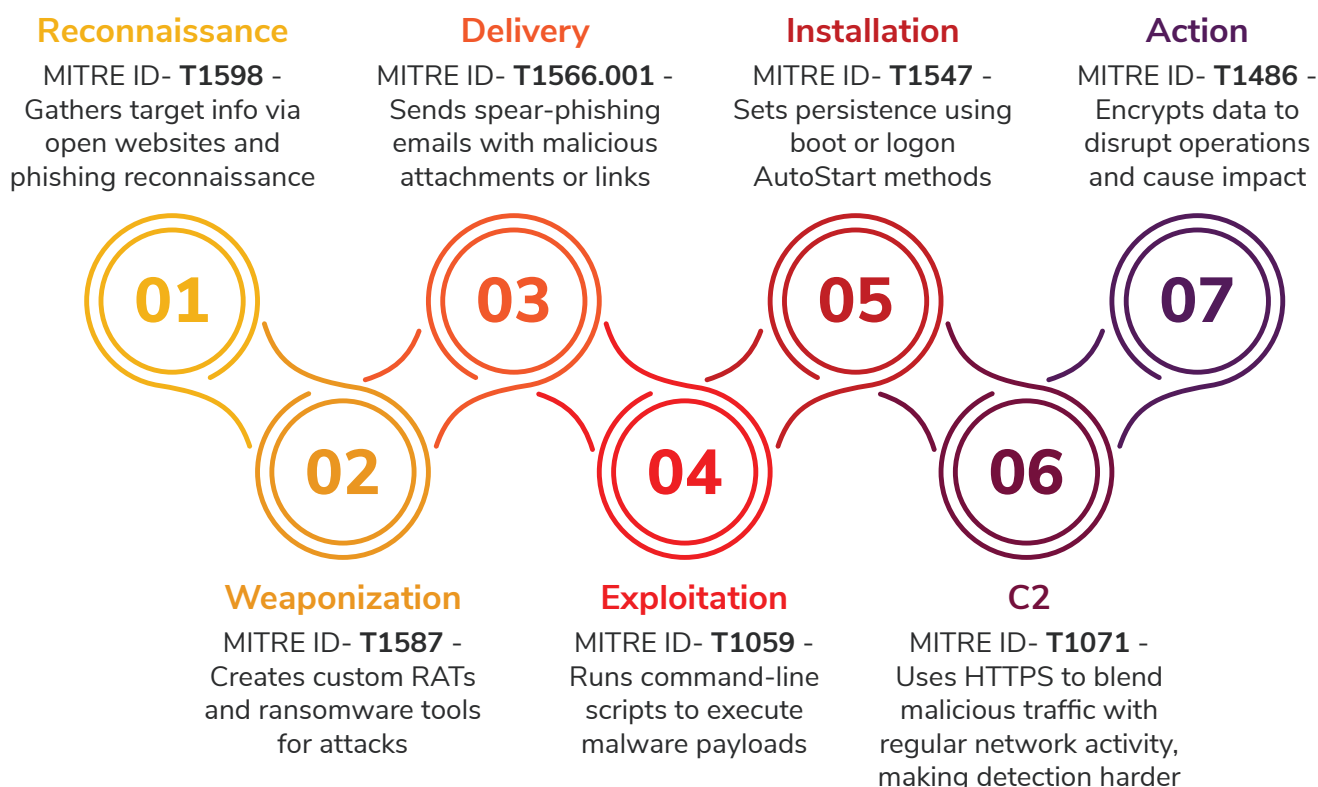 Reconnaissance
MITRE ID- T1598 -
Gathers target info via
open websites and
phishing reconnaissance
01
Weaponization
MITRE ID- T1587 -
Creates custom RATs
and ransomware tools
for attacks
02
Delivery
MITRE ID- T1566.001 -
Sends spear-phishing
emails with malicious
attachments or links
03
Exploitation
MITRE ID- T1059 -
Runs command-line
scripts to execute
malware payloads
04
Installation
MITRE ID- T1547 -
Sets persistence using
boot or logon
AutoStart methods
05
C2
MITRE ID- T1071 -
Uses HTTPS to blend
malicious traffic with
regular network activity,
making detection harder
06
Action
MITRE ID- T1486 -
Encrypts data to
disrupt operations
and cause impact
07